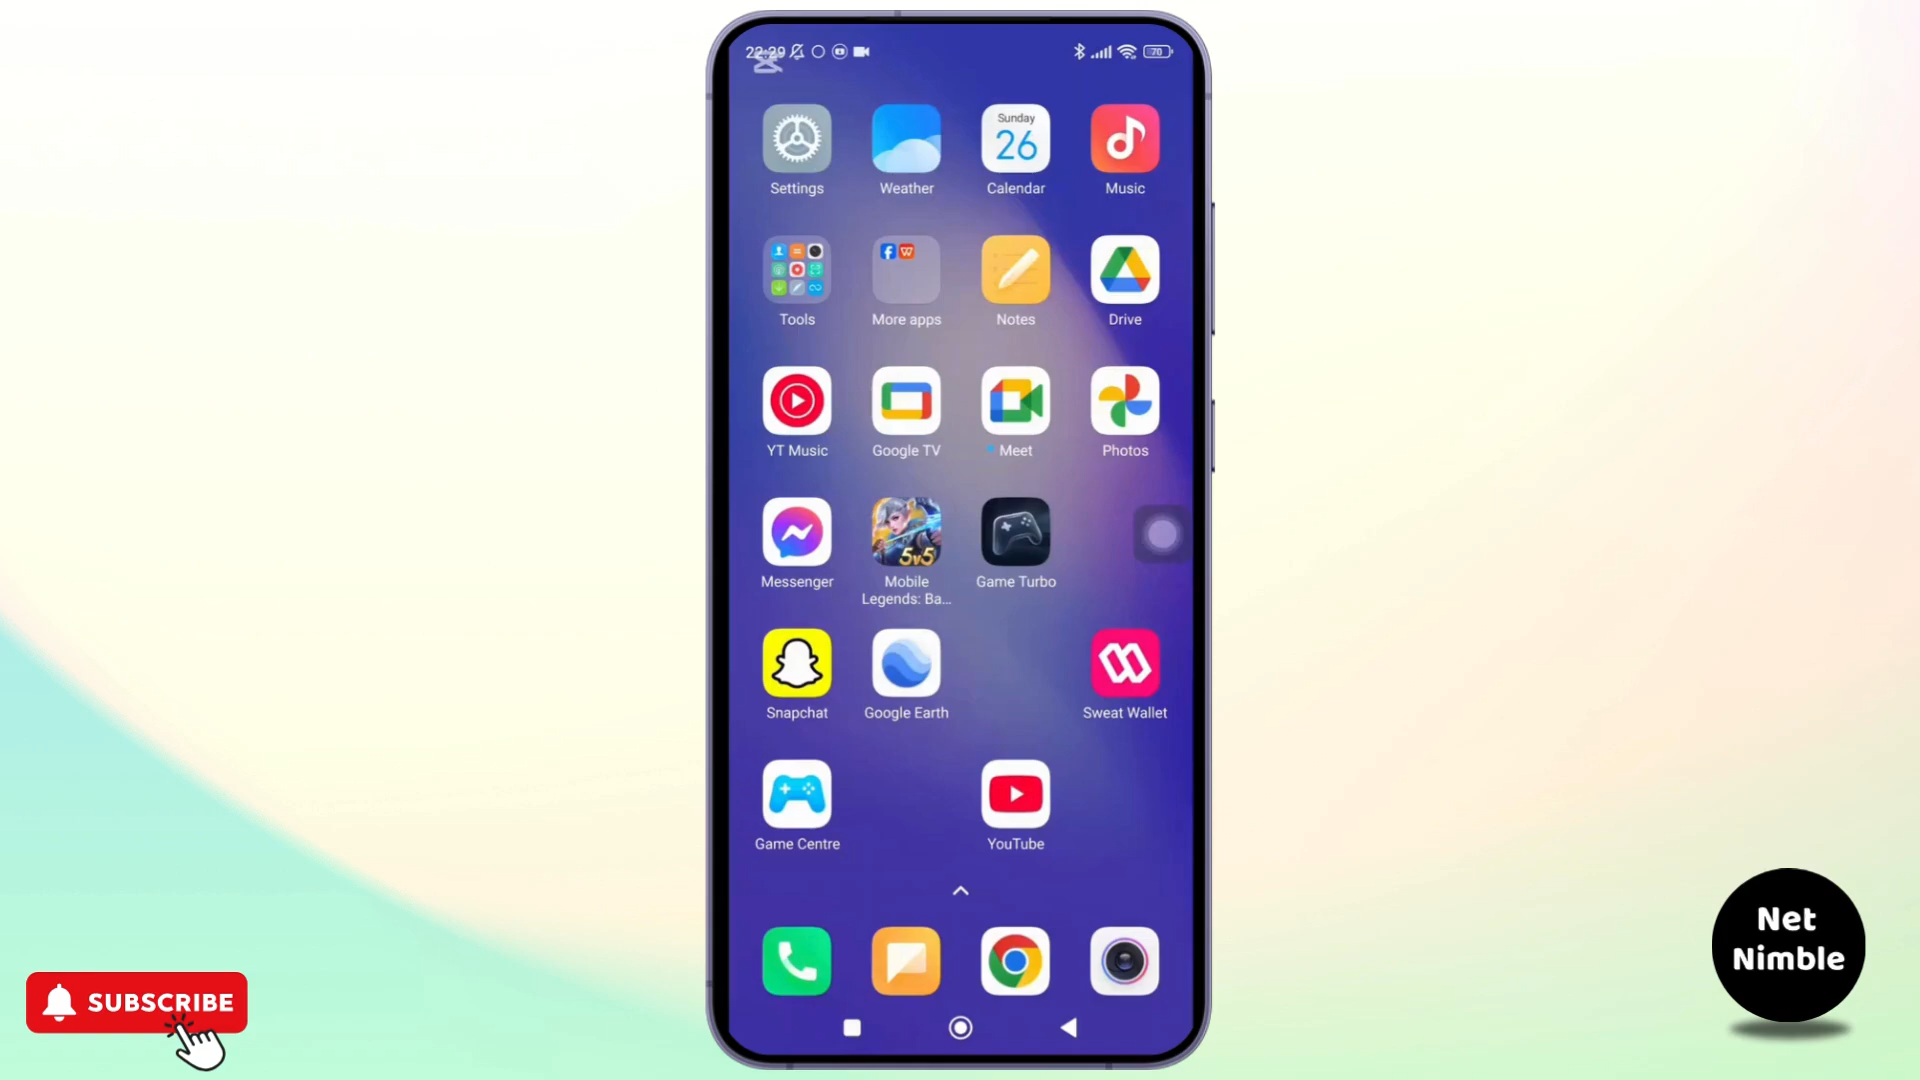 22:29
70
Sunday
26
Settings
Weather
Calendar
Music
Tools
More apps
Notes
Drive
YT Music
Google TV
Meet
Photos
5v5
Messenger
Mobile
Legends: Ba...
Game Turbo
Snapchat
Google Earth
Sweat Wallet
Game Centre
YouTube
SUBSCRIBE
Net
Nimble